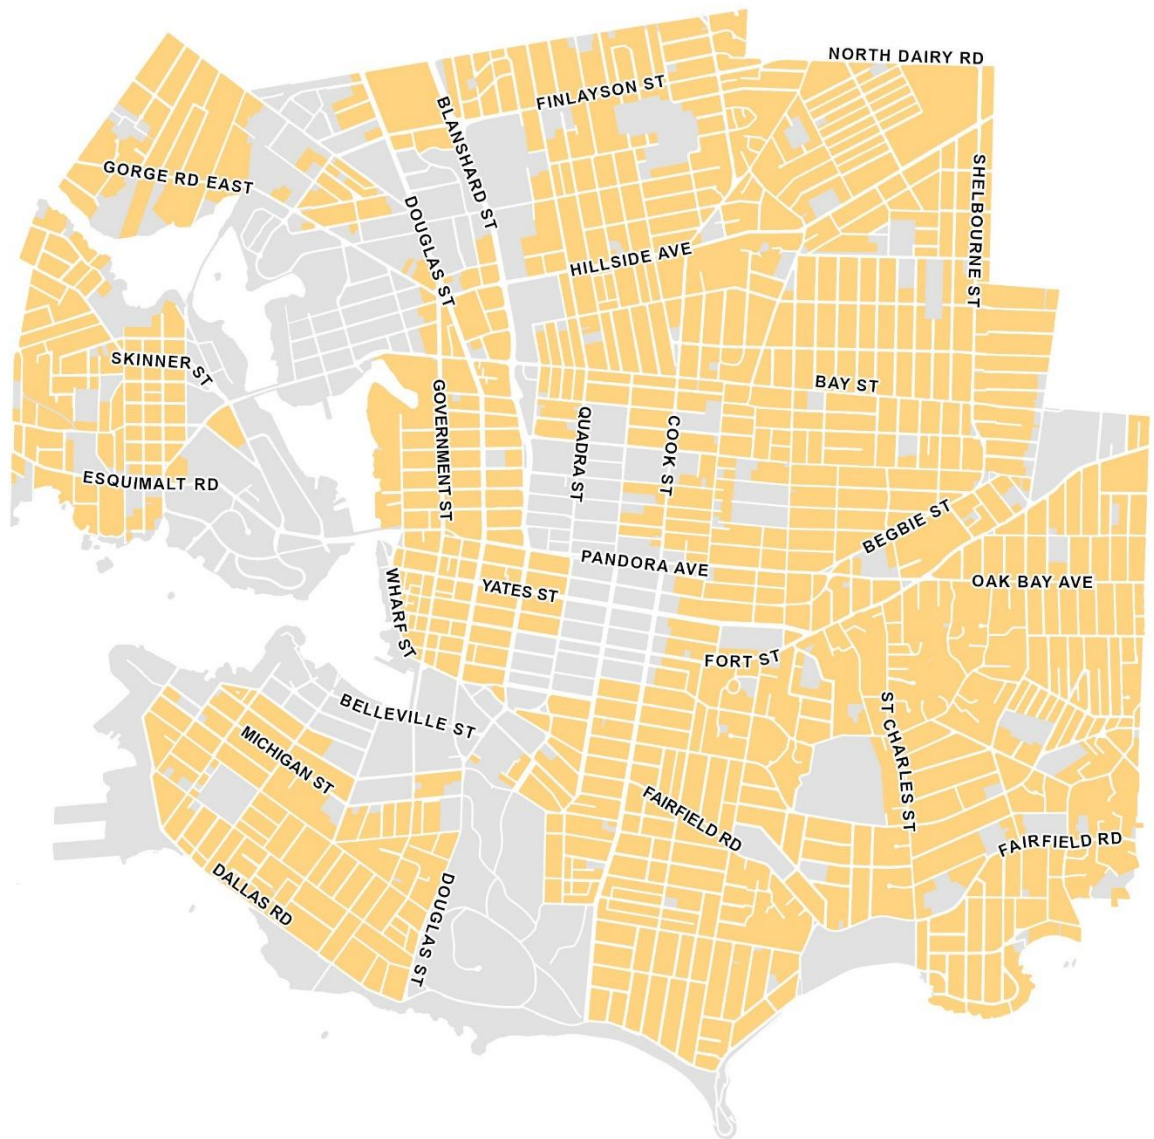 NORTH DAIRY RD
FINLAYSON ST
BLANSHARD ST
GORGE RD EAST
DOUGLAS ST
SHELBOURNE ST
HILLSIDE AVE
SKINNER ST
BAY ST
GOVERNMENT ST
QUADRA ST
COOK ST
ESQUIMALT RD
BEGBIE ST
PANDORA AVE
OAK BAY AVE
YATES ST
WHARF ST
FORT ST
BELLEVILLE ST
ST CHARLES ST
MICHIGAN ST
FAIRFIELD RD
FAIRFIELD RD
DALLAS RD
DOUGLAS ST